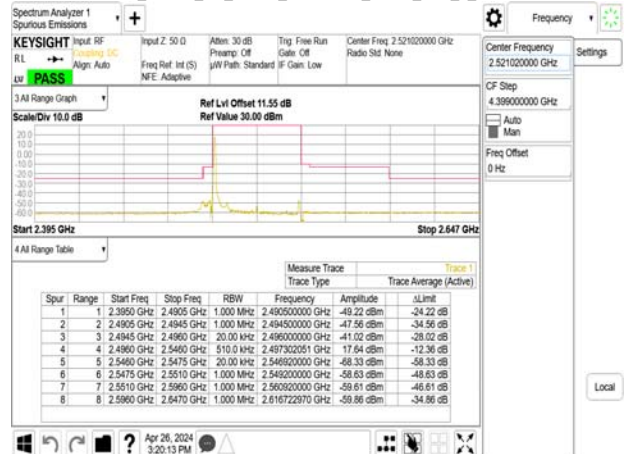 Spectrum Analyzer 1
Spurious Emissions
Frequency
KEYSIGHT
Input: RF
Coupling: DC
Align: Auto
Input Z: 50 Ω
Freq Ref: Int (S)
NFE: Adaptive
Atten: 30 dB
Preamp: Off
µW Path: Standard
Trig: Free Run
Gate: Off
IF Gain: Low
Center Freq: 2.521020000 GHz
Radio Std: None
RL
PASS
Center Frequency
2.521020000 GHz
Settings
CF Step
4.399000000 GHz
Auto
Man
Freq Offset
0 Hz
Local
3 All Range Graph
Scale/Div 10.0 dB
Ref Lvl Offset 11.55 dB
Ref Value 30.00 dBm
20.0
10.0
0.00
-10.0
-20.0
-30.0
-40.0
-50.0
-60.0
Start 2.395 GHz
Stop 2.647 GHz
4 All Range Table
Measure Trace Trace 1
Trace Type Trace Average (Active)
Spur Range Start Freq Stop Freq RBW Frequency Amplitude ΔLimit
1 1 2.3950 GHz 2.4905 GHz 1.000 MHz 2.490500000 GHz -49.22 dBm -24.22 dB
2 2 2.4905 GHz 2.4945 GHz 1.000 MHz 2.494500000 GHz -47.56 dBm -34.56 dB
3 3 2.4945 GHz 2.4960 GHz 20.00 kHz 2.496000000 GHz -41.02 dBm -28.02 dB
4 4 2.4960 GHz 2.5460 GHz 510.0 kHz 2.497302051 GHz 17.64 dBm -12.36 dB
5 5 2.5460 GHz 2.5475 GHz 20.00 kHz 2.546920000 GHz -68.33 dBm -58.33 dB
6 6 2.5475 GHz 2.5510 GHz 1.000 MHz 2.549200000 GHz -58.63 dBm -48.63 dB
7 7 2.5510 GHz 2.5960 GHz 1.000 MHz 2.560920000 GHz -59.61 dBm -46.61 dB
8 8 2.5960 GHz 2.6470 GHz 1.000 MHz 2.616722970 GHz -59.86 dBm -34.86 dB
Apr 26, 2024
3:20:13 PM